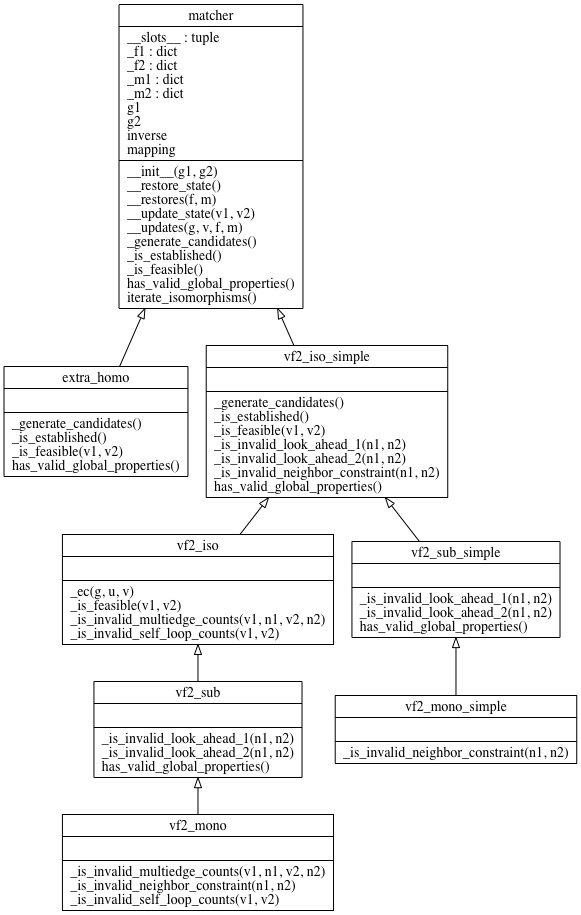 matcher
__slots__ : tuple
_f1 : dict
_f2 : dict
_m1 : dict
_m2 : dict
g1
g2
inverse
mapping
__init__(g1, g2)
__restore_state()
__restores(f, m)
__update_state(v1, v2)
__updates(g, v, f, m)
_generate_candidates()
_is_established()
_is_feasible()
has_valid_global_properties()
iterate_isomorphisms()
extra_homo
_generate_candidates()
_is_established()
_is_feasible(v1, v2)
has_valid_global_properties()
vf2_iso_simple
_generate_candidates()
_is_established()
_is_feasible(v1, v2)
_is_invalid_look_ahead_1(n1, n2)
_is_invalid_look_ahead_2(n1, n2)
_is_invalid_neighbor_constraint(n1, n2)
has_valid_global_properties()
vf2_iso
_ec(g, u, v)
_is_feasible(v1, v2)
_is_invalid_multiedge_counts(v1, n1, v2, n2)
_is_invalid_self_loop_counts(v1, v2)
vf2_sub_simple
_is_invalid_look_ahead_1(n1, n2)
_is_invalid_look_ahead_2(n1, n2)
has_valid_global_properties()
vf2_sub
_is_invalid_look_ahead_1(n1, n2)
_is_invalid_look_ahead_2(n1, n2)
has_valid_global_properties()
vf2_mono_simple
_is_invalid_neighbor_constraint(n1, n2)
vf2_mono
_is_invalid_multiedge_counts(v1, n1, v2, n2)
_is_invalid_neighbor_constraint(n1, n2)
_is_invalid_self_loop_counts(v1, v2)